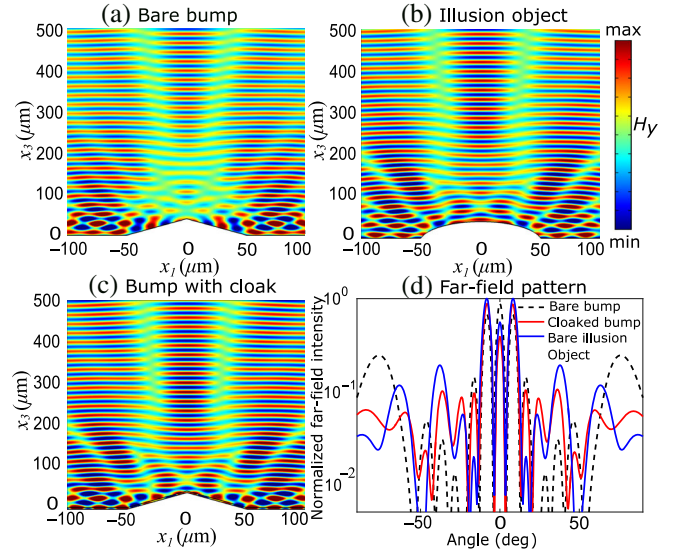 (a) Bare bump
500
400
300
200
100
0
x3 (μm)
−100
−50
0
50
100
x1 (μm)
(b) Illusion object
500
400
300
200
100
0
x3 (μm)
−100
−50
0
50
100
x1 (μm)
max
Hy
min
(c) Bump with cloak
500
400
300
200
100
0
x3 (μm)
−100
−50
0
50
100
x1 (μm)
(d) Far-field pattern
Normalized far-field intensity
10^0
10^-1
10^-2
Bare bump
Cloaked bump
Bare illusion
Object
−50
0
50
Angle (deg)